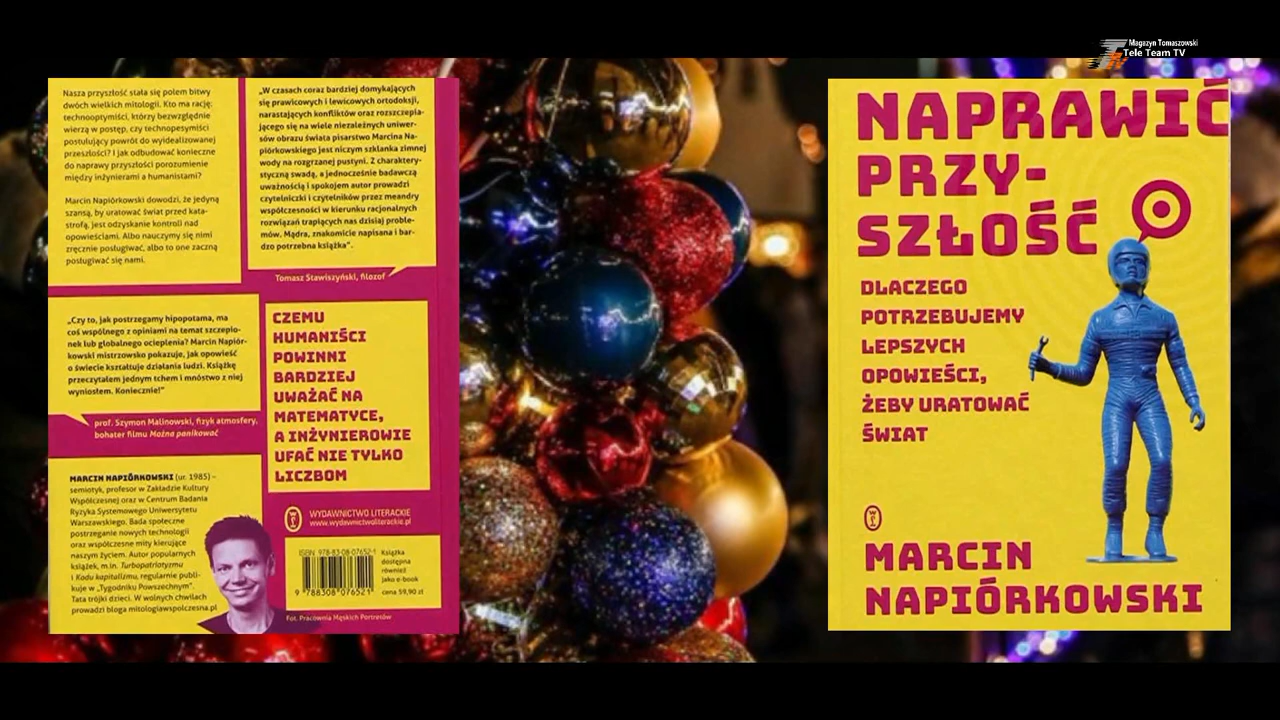 Magazyn Tomaszowski
Tele Team TV
Nasza przyszłość stała się polem bitwy
dwóch wielkich mitologii. Kto ma rację:
technooptymiści, którzy bezwzględnie
wierzą w postęp, czy technopesymiści
postulujący powrót do wyidealizowanej
przeszłości? I jak odbudować konieczne
do naprawy przyszłości porozumienie
między inżynierami a humanistami?
Marcin Napiórkowski dowodzi, że jedyną
szansą, by uratować świat przed kata-
strofą, jest odzyskanie kontroli nad
opowieściami. Albo nauczymy się nimi
zręcznie posługiwać, albo to one zaczną
posługiwać się nami.
„W czasach coraz bardziej domykających
się prawicowych i lewicowych ortodoksji,
narastających konfliktów oraz rozszczepia-
jącego się na wiele niezależnych uniwer-
sów obrazu świata pisarstwo Marcina Na-
piórkowskiego jest niczym szklanka zimnej
wody na rozgrzanej pustyni. Z charaktery-
styczną swadą, a jednocześnie badawczą
uważnością i spokojem autor prowadzi
czytelniczki i czytelników przez meandry
współczesności w kierunku racjonalnych
rozwiązań trapiących nas dzisiaj proble-
mów. Mądra, znakomicie napisana i bar-
dzo potrzebna książka”.
Tomasz Stawiszyński, filozof
„Czy to, jak postrzegamy hipopotama, ma
coś wspólnego z opiniami na temat szczepio-
nek lub globalnego ocieplenia? Marcin Napiór-
kowski mistrzowsko pokazuje, jak opowieść
o świecie kształtuje działania ludzi. Książkę
przeczytałem jednym tchem i mnóstwo z niej
wyniosłem. Koniecznie!”
prof. Szymon Malinowski, fizyk atmosfery,
bohater filmu Można panikować
CZEMU
HUMANIŚCI
POWINNI
BARDZIEJ
UWAŻAĆ NA
MATEMATYCE,
A INŻYNIEROWIE
UFAĆ NIE TYLKO
LICZBOM
MARCIN NAPIÓRKOWSKI (ur. 1985) –
semiotyk, profesor w Zakładzie Kultury
Współczesnej oraz w Centrum Badania
Ryzyka Systemowego Uniwersytetu
Warszawskiego. Bada społeczne
postrzeganie nowych technologii
oraz współczesne mity kierujące
naszym życiem. Autor popularnych
książek, m.in. Turbopatriotyzmu
i Kodu kapitalizmu, regularnie publi-
kuje w „Tygodniku Powszechnym”.
Tata trójki dzieci. W wolnych chwilach
prowadzi bloga mitologiawspolczesna.pl
WYDAWNICTWO LITERACKIE
www.wydawnictwoliterackie.pl
ISBN 978-83-08-07652-1
9 788308 076521
Książka
dostępna
również
jako e-book
cena 59,90 zł
Fot. Pracownia Męskich Portretów
NAPRAWIĆ
PRZY-
SZŁOŚĆ
DLACZEGO
POTRZEBUJEMY
LEPSZYCH
OPOWIEŚCI,
ŻEBY URATOWAĆ
ŚWIAT
MARCIN
NAPIÓRKOWSKI